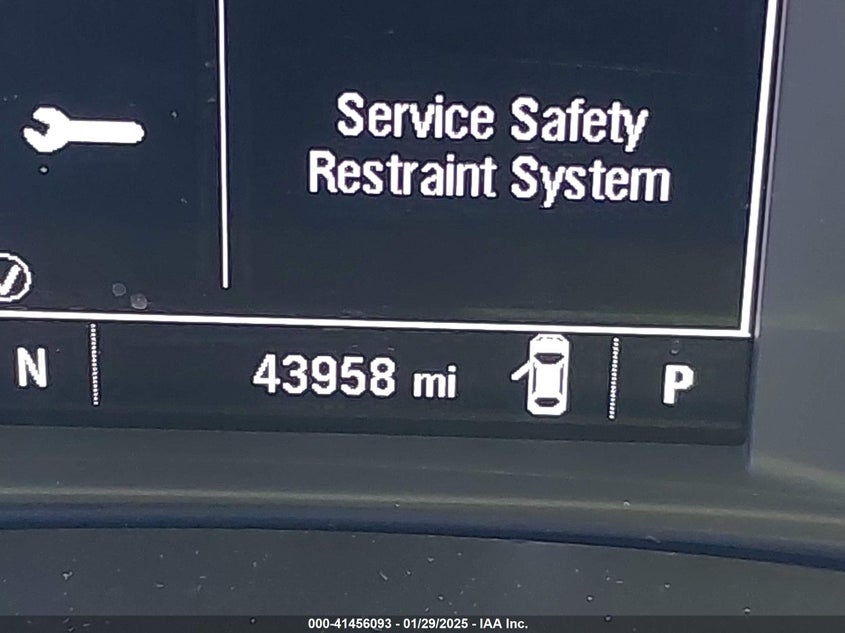 Service Safety
Restraint System
N 43958 mi P
000-41456093 - 01/29/2025 - IAA Inc.